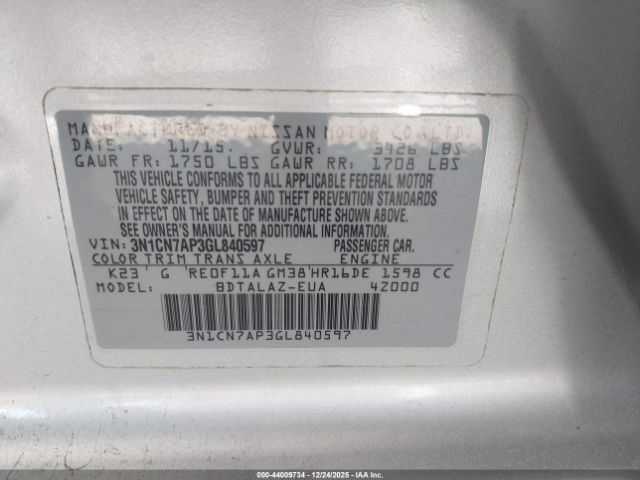 MANUFACTURED BY NISSAN MOTOR CO., LTD.
DATE: 11/15. GVWR: 3426 LBS
GAWR FR: 1750 LBS GAWR RR: 1708 LBS
THIS VEHICLE CONFORMS TO ALL APPLICABLE FEDERAL MOTOR
VEHICLE SAFETY, BUMPER AND THEFT PREVENTION STANDARDS
IN EFFECT ON THE DATE OF MANUFACTURE SHOWN ABOVE.
SEE OWNER'S MANUAL FOR ADDITIONAL INFORMATION.
VIN: 3N1CN7AP3GL840597 PASSENGER CAR.
COLOR TRIM TRANS AXLE ENGINE
K23 G RE0F11A GM38 HR16DE 1598 CC
MODEL: BDTALAZ-EUA 4Z000
3N1CN7AP3GL840597
000-44009734 - 12/24/2025 - IAA, Inc.